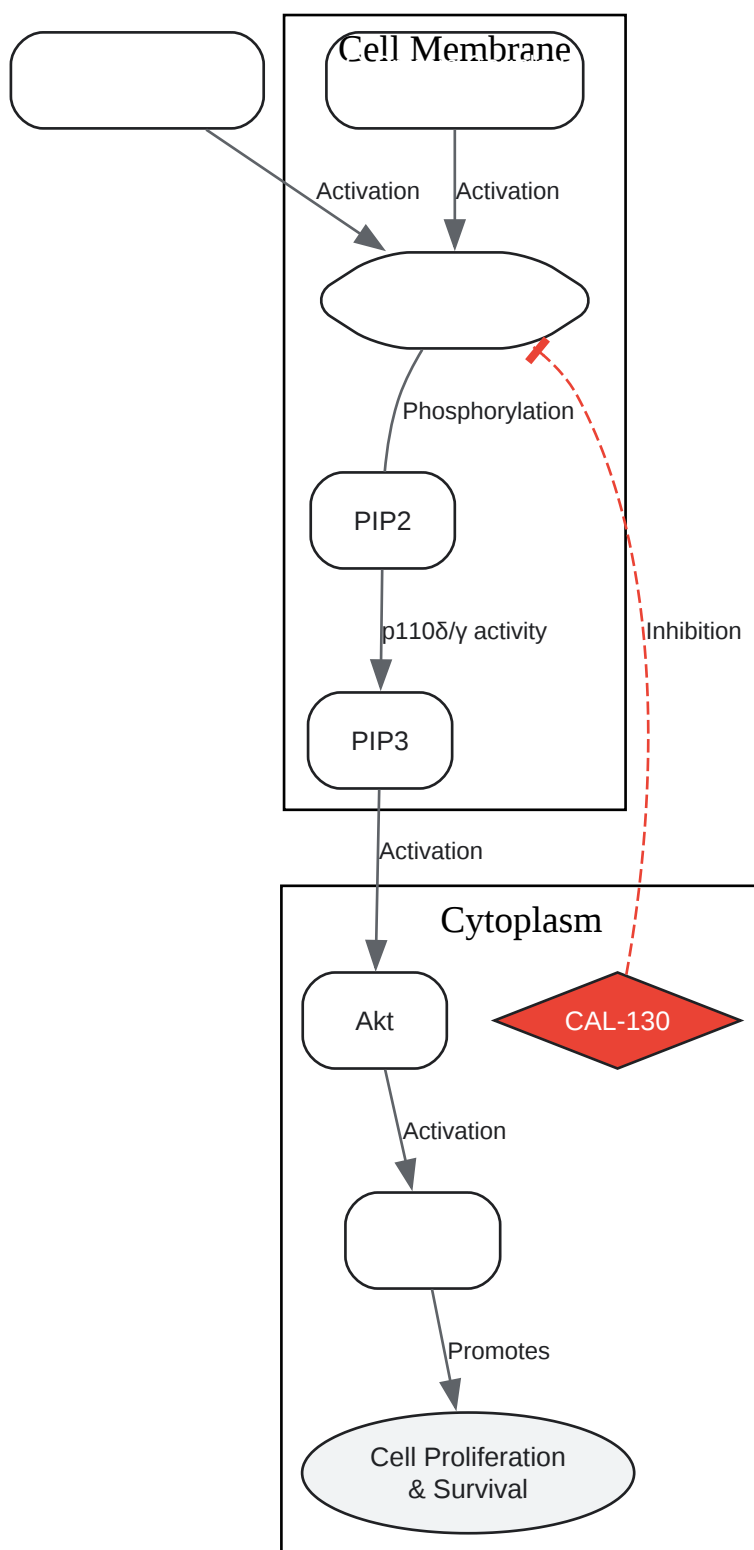 Cell Membrane
Activation
Activation
Phosphorylation
PIP2
p110δ/γ activity
Inhibition
PIP3
Activation
Cytoplasm
Akt
CAL-130
Activation
Promotes
Cell Proliferation
& Survival